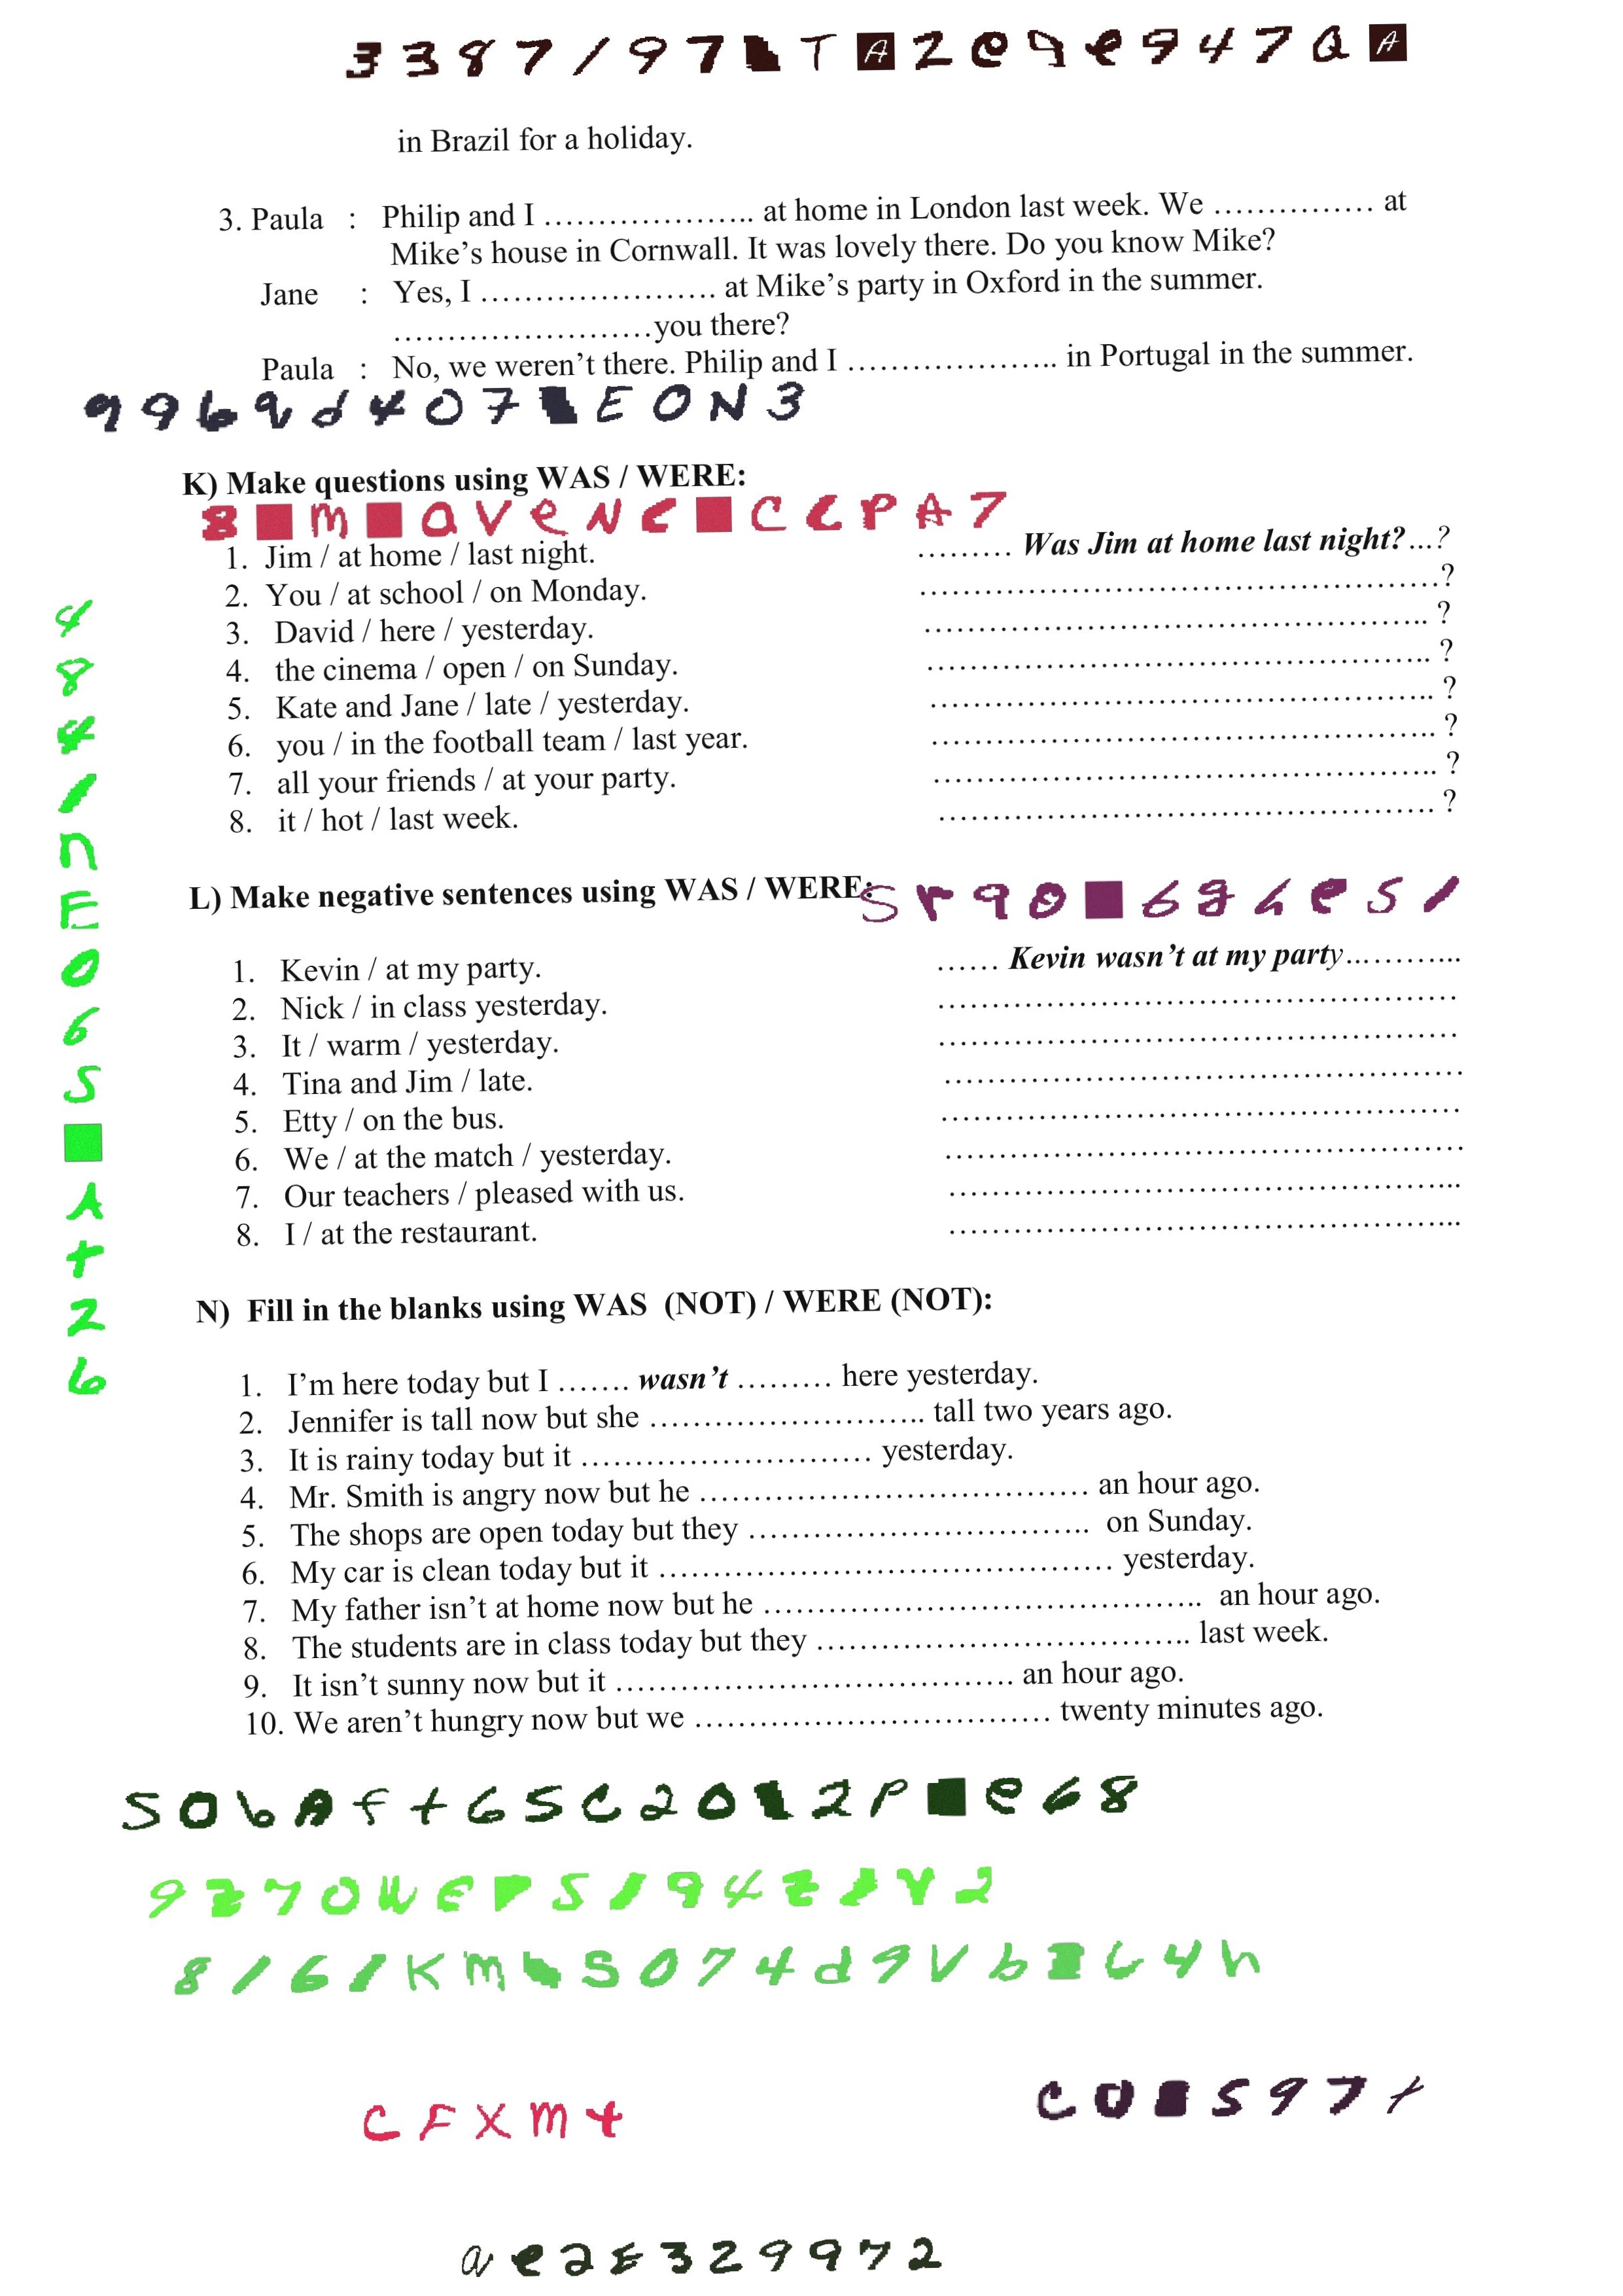 in Brazil for a holiday.
3. Paula : Philip and I ……………….. at home in London last week. We …………… at
Mike’s house in Cornwall. It was lovely there. Do you know Mike?
Jane : Yes, I …………………. at Mike’s party in Oxford in the summer.
……………………you there?
Paula : No, we weren’t there. Philip and I ……………….. in Portugal in the summer.
K) Make questions using WAS / WERE:
1. Jim / at home / last night. ……… Was Jim at home last night?...?
2. You / at school / on Monday. …………………………………………?
3. David / here / yesterday. ……………………………………….. ?
4. the cinema / open / on Sunday. ……………………………………….. ?
5. Kate and Jane / late / yesterday. ……………………………………….. ?
6. you / in the football team / last year. ……………………………………….. ?
7. all your friends / at your party. ……………………………………….. ?
8. it / hot / last week. ………………………………………. ?
L) Make negative sentences using WAS / WERE:
1. Kevin / at my party. …… Kevin wasn’t at my party………...
2. Nick / in class yesterday. …………………………………………
3. It / warm / yesterday. …………………………………………
4. Tina and Jim / late. …………………………………………
5. Etty / on the bus. …………………………………………
6. We / at the match / yesterday. …………………………………………
7. Our teachers / pleased with us. ………………………………………...
8. I / at the restaurant. ………………………………………...
N) Fill in the blanks using WAS (NOT) / WERE (NOT):
1. I’m here today but I ……. wasn’t ……… here yesterday.
2. Jennifer is tall now but she …………………….. tall two years ago.
3. It is rainy today but it ……………………… yesterday.
4. Mr. Smith is angry now but he ……………………………… an hour ago.
5. The shops are open today but they ………………………….. on Sunday.
6. My car is clean today but it …………………………………… yesterday.
7. My father isn’t at home now but he ………………………………….. an hour ago.
8. The students are in class today but they …………………………….. last week.
9. It isn’t sunny now but it ………………………………. an hour ago.
10. We aren’t hungry now but we …………………………… twenty minutes ago.
CFXmt